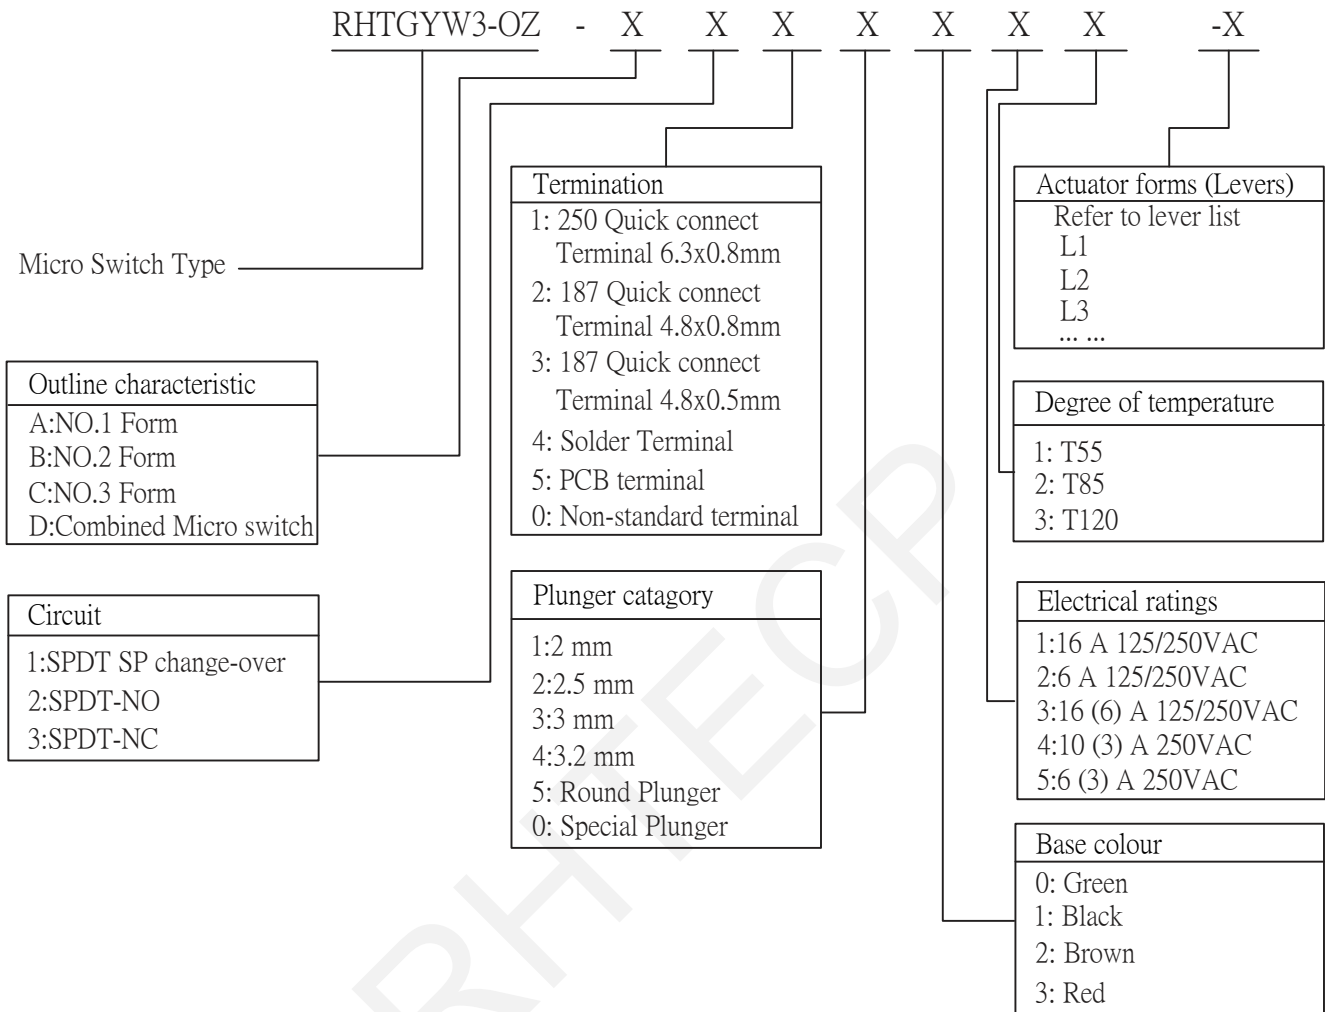 RHTGYW3-OZ - X X X X X X X -X
Micro Switch Type
Outline characteristic
A:NO.1 Form
B:NO.2 Form
C:NO.3 Form
D:Combined Micro switch
Circuit
1:SPDT SP change-over
2:SPDT-NO
3:SPDT-NC
Termination
1: 250 Quick connect
Terminal 6.3x0.8mm
2: 187 Quick connect
Terminal 4.8x0.8mm
3: 187 Quick connect
Terminal 4.8x0.5mm
4: Solder Terminal
5: PCB terminal
0: Non-standard terminal
Plunger catagory
1:2 mm
2:2.5 mm
3:3 mm
4:3.2 mm
5: Round Plunger
0: Special Plunger
Actuator forms (Levers)
Refer to lever list
L1
L2
L3
... ...
Degree of temperature
1: T55
2: T85
3: T120
Electrical ratings
1:16 A 125/250VAC
2:6 A 125/250VAC
3:16 (6) A 125/250VAC
4:10 (3) A 250VAC
5:6 (3) A 250VAC
Base colour
0: Green
1: Black
2: Brown
3: Red
RHTECP